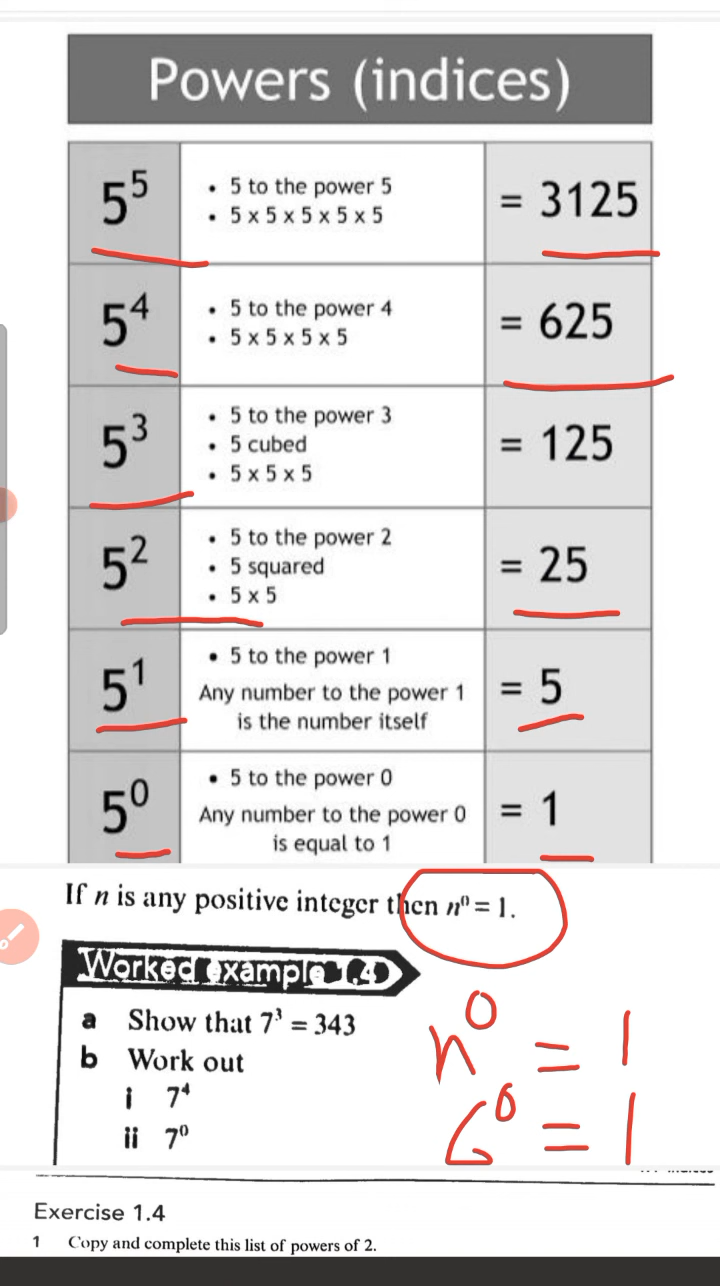 Powers (indices)
5⁵
• 5 to the power 5
• 5 x 5 x 5 x 5 x 5
= 3125
5⁴
• 5 to the power 4
• 5 x 5 x 5 x 5
= 625
5³
• 5 to the power 3
• 5 cubed
• 5 x 5 x 5
= 125
5²
• 5 to the power 2
• 5 squared
• 5 x 5
= 25
5¹
• 5 to the power 1
Any number to the power 1
is the number itself
= 5
5⁰
• 5 to the power 0
Any number to the power 0
is equal to 1
= 1
If n is any positive integer then n⁰ = 1.
Worked example 1.4
a Show that 7³ = 343
b Work out
i 7⁴
ii 7⁰
n⁰ = 1
6⁰ = 1
Exercise 1.4
1 Copy and complete this list of powers of 2.